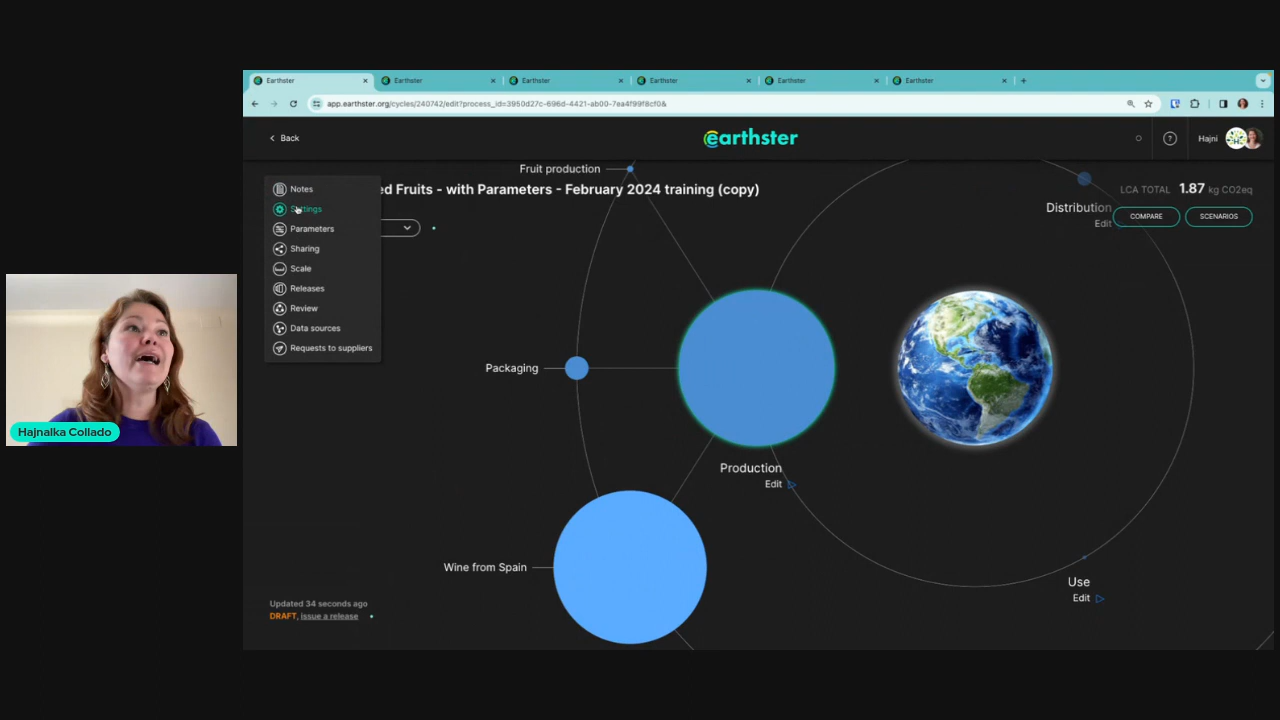 Earthster
Earthster
Earthster
Earthster
Earthster
Earthster
app.earthster.org/cycles/240742/edit?process_id=3950d27c-696d-4421-ab00-7ea4f99f8cf0&
Back
earthster
Hajni
Fruit production
ed Fruits - with Parameters - February 2024 training (copy)
LCA TOTAL 1.87 kg CO2eq
COMPARE
SCENARIOS
Notes
Settings
Parameters
Sharing
Scale
Releases
Review
Data sources
Requests to suppliers
Distribution
Edit
Packaging
Production
Edit
Wine from Spain
Use
Edit
Updated 34 seconds ago
DRAFT, issue a release
Hajnalka Collado